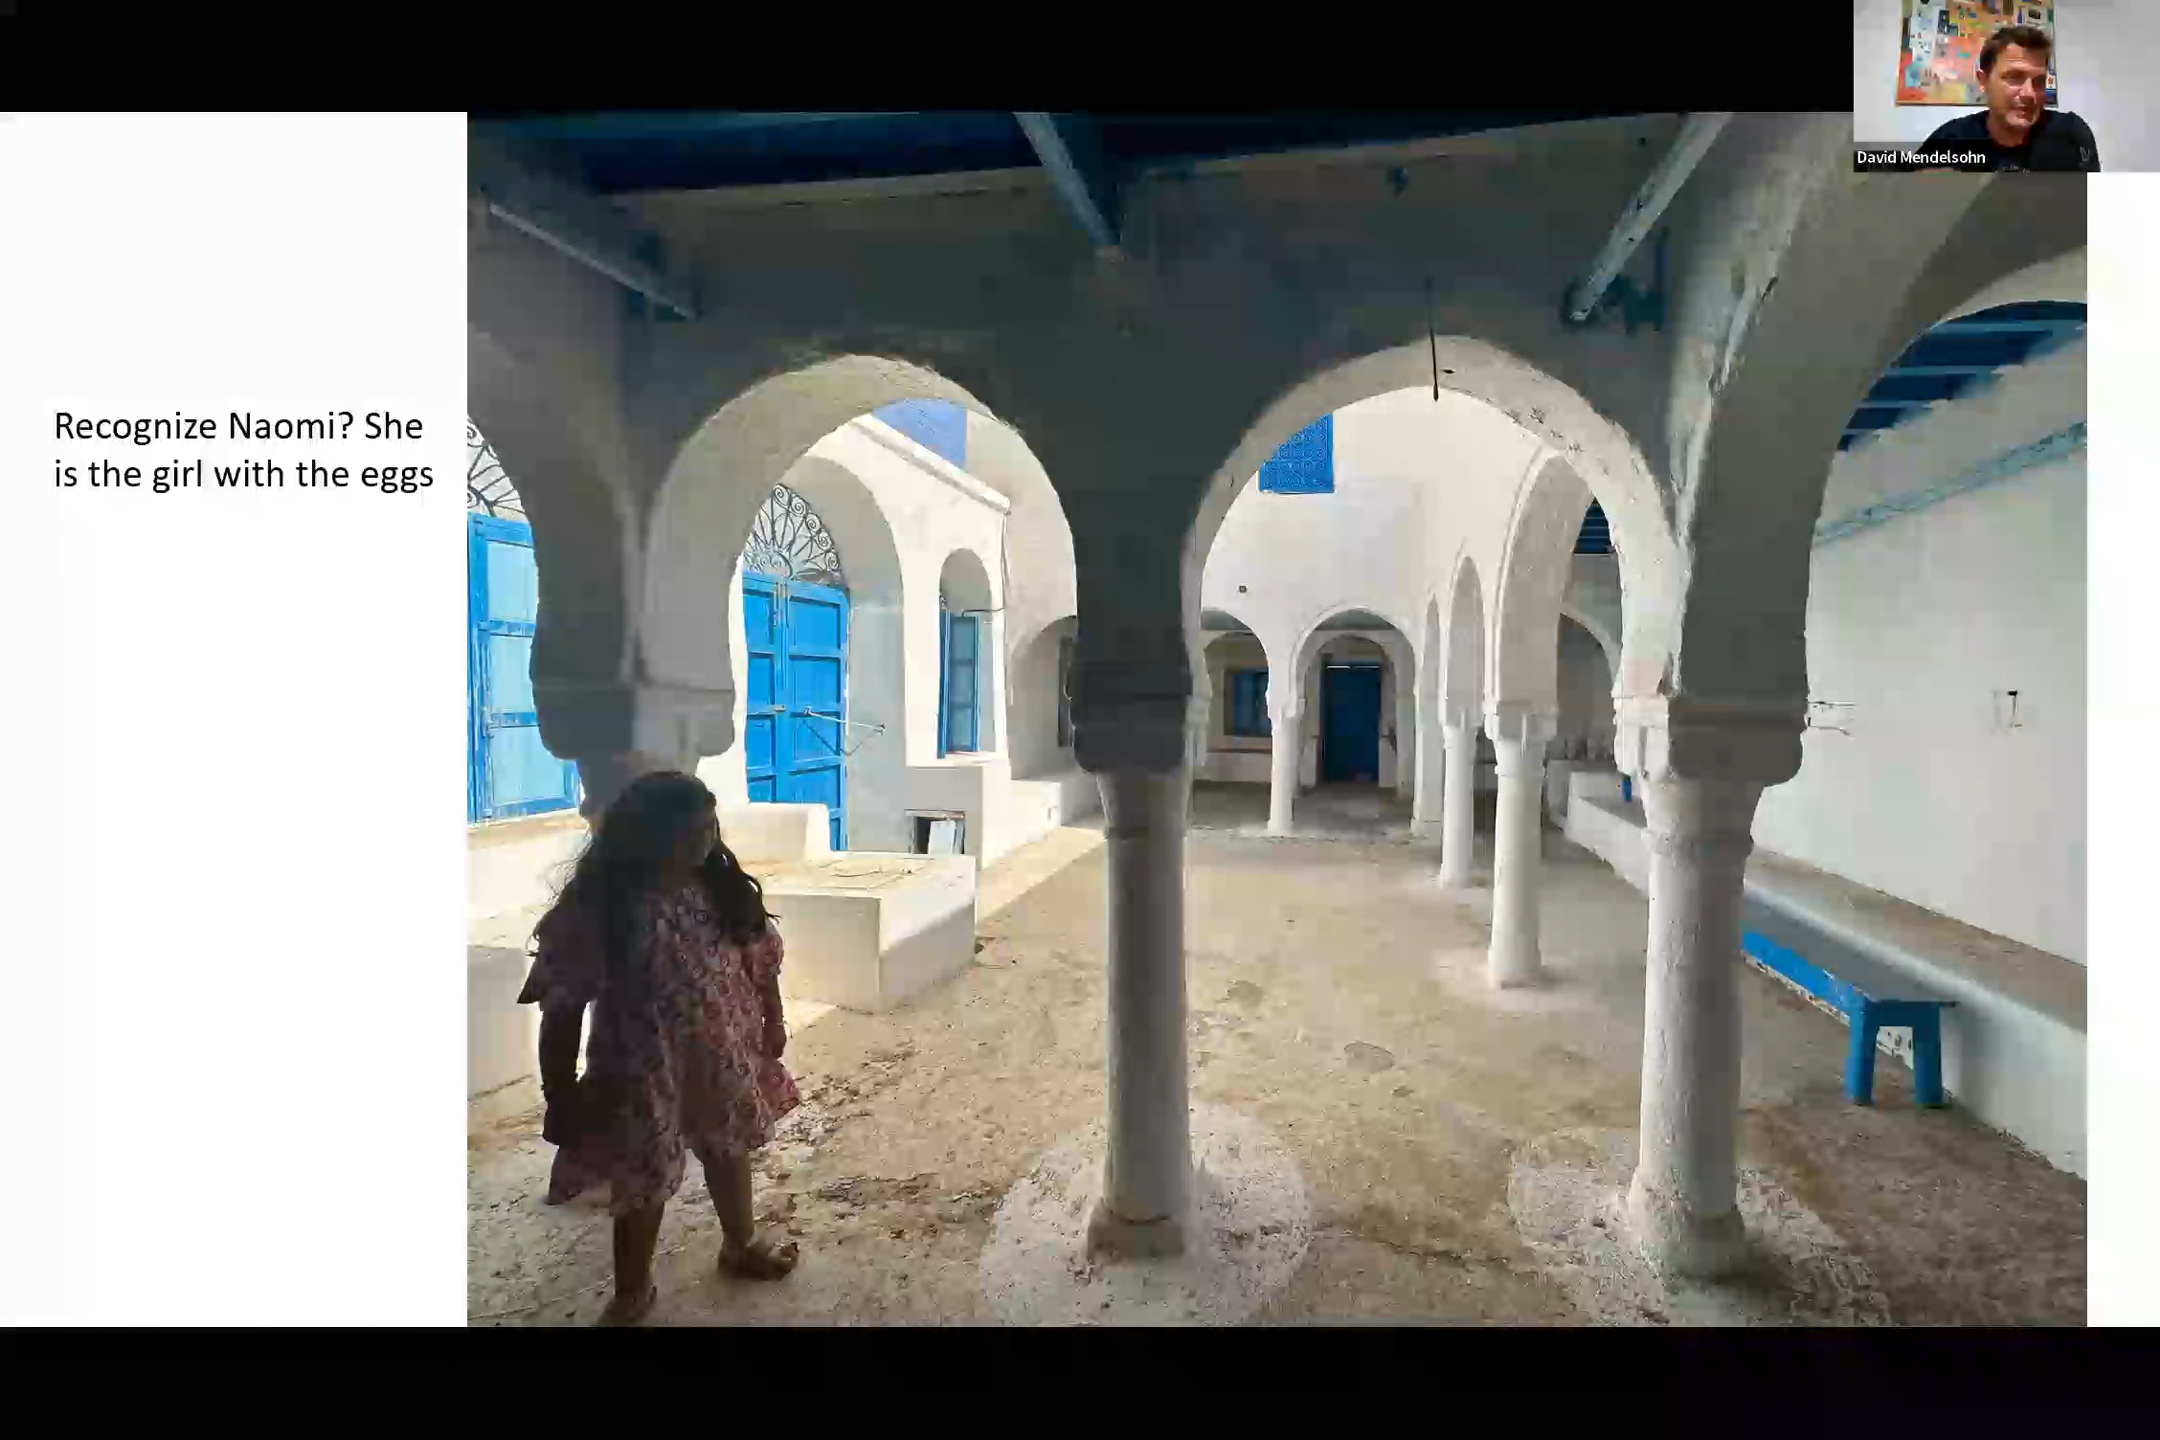 Recognize Naomi? She
is the girl with the eggs
David Mendelsohn